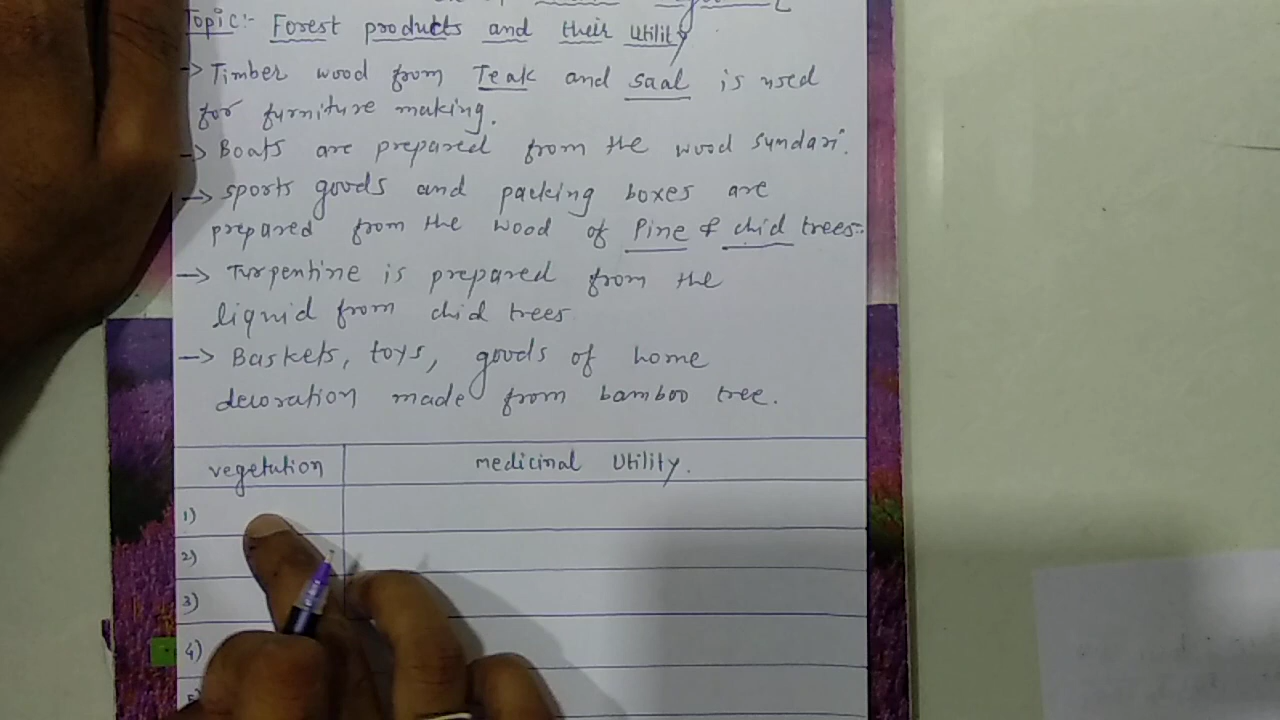 Topic:- Forest products and their Utility
-> Timber wood from Teak and Saal is used
for furniture making.
-> Boats are prepared from the wood sundari.
-> sports goods and packing boxes are
prepared from the wood of Pine & chid trees.
-> Turpentine is prepared from the
liquid from chid trees
-> Baskets, toys, goods of home
decoration made from bamboo tree.
vegetation medicinal Utility.
1)
2)
3)
4)